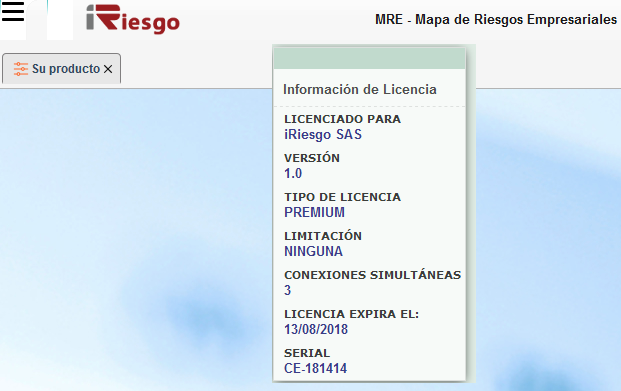 iRiesgo
MRE - Mapa de Riesgos Empresariales
Su producto
Información de Licencia
LICENCIADO PARA
iRiesgo SAS
VERSIÓN
1.0
TIPO DE LICENCIA
PREMIUM
LIMITACIÓN
NINGUNA
CONEXIONES SIMULTÁNEAS
3
LICENCIA EXPIRA EL:
13/08/2018
SERIAL
CE-181414